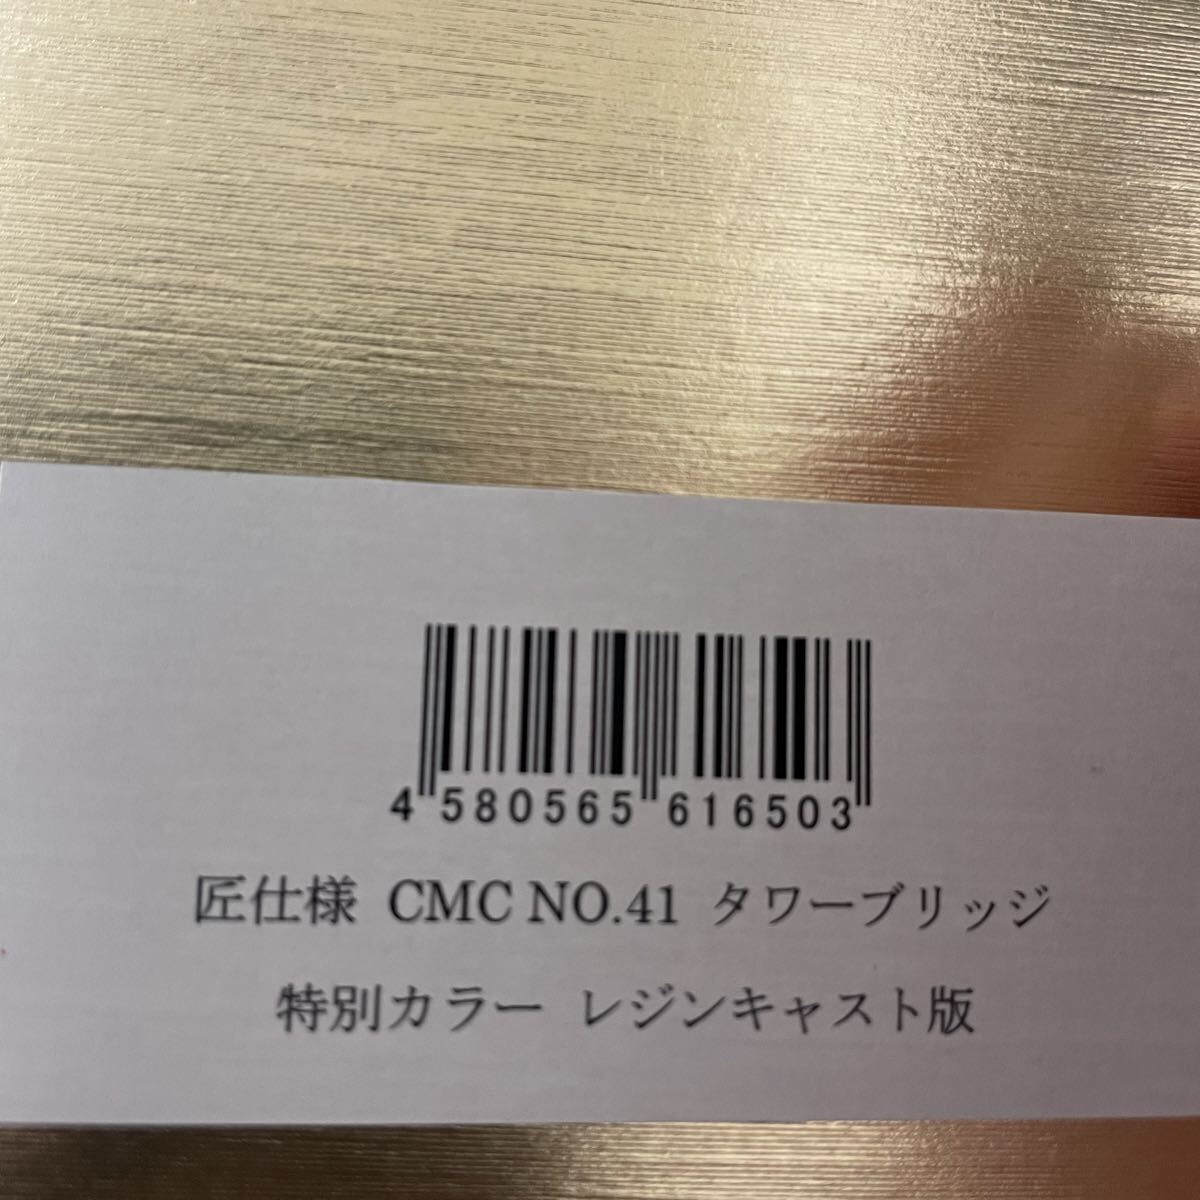 4 580565 616503
匠仕様 CMC NO.41 タワーブリッジ
特別カラー レジンキャスト版